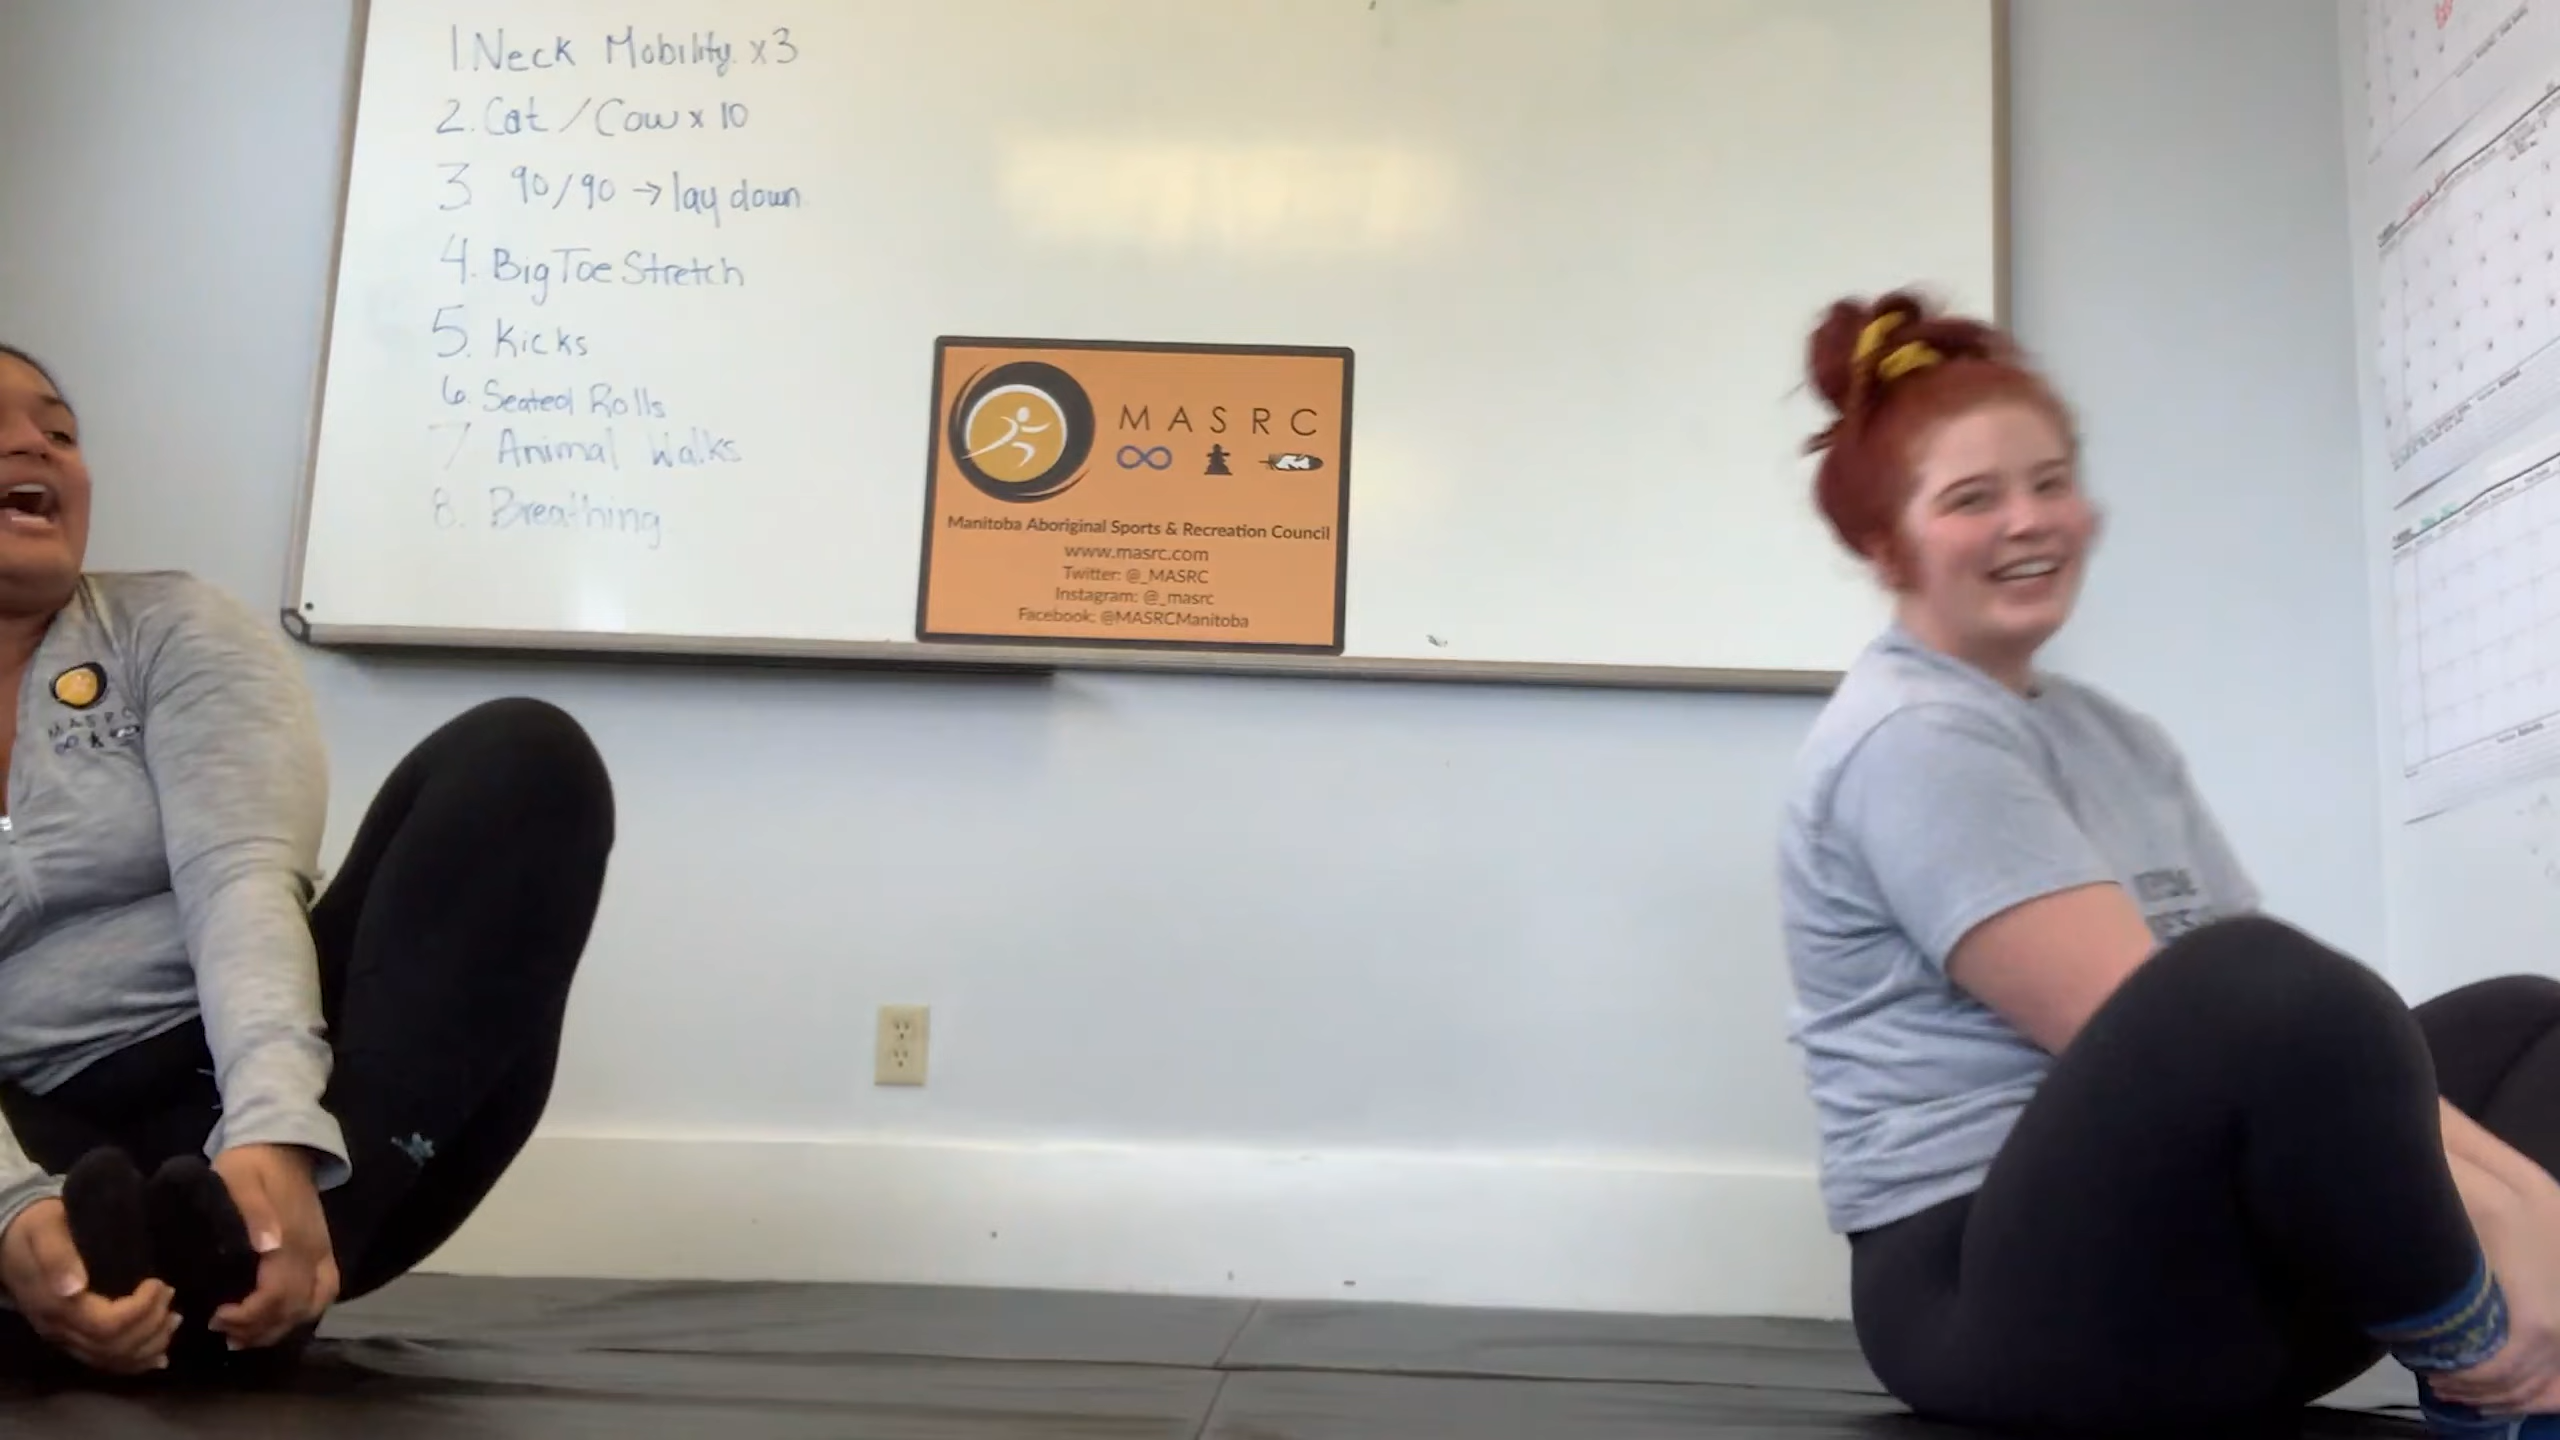 1. Neck Mobility. x3
2. Cat / Cow x 10
3 90/90 → lay down
4. Big Toe Stretch
5. Kicks
6. Seated Rolls
7 Animal Walks
8. Breathing
MASRC
Manitoba Aboriginal Sports & Recreation Council
www.masrc.com
Twitter: @_MASRC
Instagram: @_masrc
Facebook: @MASRCManitoba
MASRC